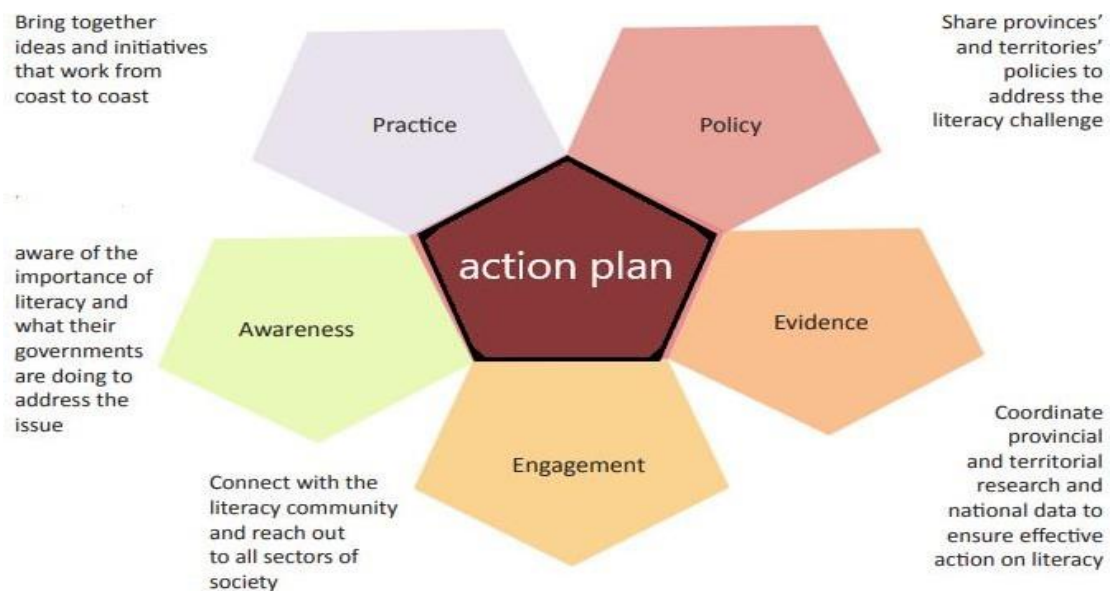 Bring together
ideas and initiatives
that work from
coast to coast
Practice
Policy
Share provinces’
and territories’
policies to
address the
literacy challenge
action plan
aware of the
importance of
literacy and
what their
governments
are doing to
address the
issue
Awareness
Evidence
Coordinate
provincial
and territorial
research and
national data to
ensure effective
action on literacy
Engagement
Connect with the
literacy community
and reach out
to all sectors of
society